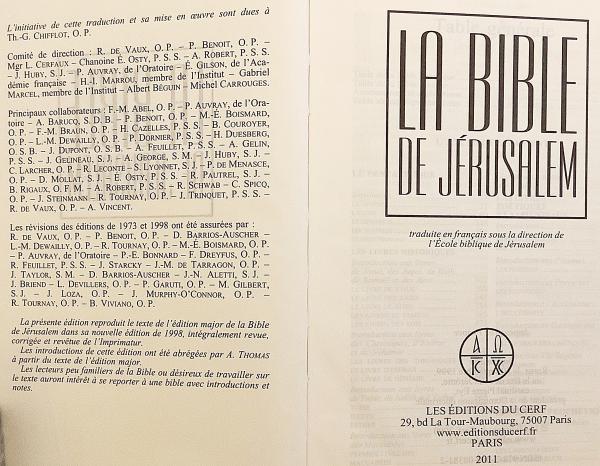 L'initiative de cette traduction et sa mise en œuvre sont dues à
Th.-G. CHIFFLOT, O. P.
Comité de direction : R. DE VAUX, O. P. – P. BENOIT, O. P. –
Mgr L. CERFAUX – Chanoine É. OSTY, P. S. S. – A. ROBERT, P. S. S.
– J. HUBY, S. J. – P. AUVRAY, de l'Oratoire – É. GILSON, de l'Aca-
démie française – H.-I. MARROU, membre de l'Institut – Gabriel
MARCEL, membre de l'Institut – Albert BÉGUIN – Michel CARROUGES.
Principaux collaborateurs : F.-M. ABEL, O. P. – P. AUVRAY, de l'Ora-
toire – A. BARUCQ, S. D. B. – P. BENOIT, O. P. – M.-É. BOISMARD,
O. P. – F.-M. BRAUN, O. P. – H. CAZELLES, P. S. S. – B. COUROYER,
O. P. – L.-M. DEWAILLY, O. P. – P. DORNIER, P. S. S. – H. DUESBERG,
O. S. B. – J. DUPONT, O. S. B. – A. FEUILLET, P. S. S. – A. GELIN,
P. S. S. – J. GELINEAU, S. J. – A. GEORGE, S. M. – J. HUBY, S. J. –
C. LARCHER, O. P. – R. LECONTE – S. LYONNET, S. J. – P. DE MENASCE,
O. P. – D. MOLLAT, S. J. – É. OSTY, P. S. S. – R. PAUTREL, S. J. –
B. RIGAUX, O. F. M. – A. ROBERT, P. S. S. – R. SCHWAB – C. SPICQ,
O. P. – J. STEINMANN – R. TOURNAY, O. P. – J. TRINQUET, P. S. S. –
R. DE VAUX, O. P. – A. VINCENT.
Les révisions des éditions de 1973 et 1998 ont été assurées par :
R. DE VAUX, O. P. – P. BENOIT, O. P. – D. BARRIOS-AUSCHER –
L.-M. DEWAILLY, O. P. – R. TOURNAY, O. P. – M.-É. BOISMARD, O. P.
– P. AUVRAY, de l'Oratoire – P.-E. BONNARD – F. DREYFUS, O. P. –
R. FEUILLET, P. S. S. – J. STARCKY – J.-M. DE TARRAGON, O. P. –
J. TAYLOR, S. M. – D. BARRIOS-AUSCHER – J.-N. ALETTI, S. J. –
J. BRIEND – L. DEVILLERS, O. P. – P. GARUTI, O. P. – M. GILBERT,
S. J. – J. LOZA, O. P. – J. MURPHY-O'CONNOR, O. P. –
R. TOURNAY, O. P. – B. VIVIANO, O. P.
La présente édition reproduit le texte de l'édition major de la Bible
de Jérusalem dans sa nouvelle édition de 1998, intégralement revue,
corrigée et revêtue de l'Imprimatur.
Les introductions de cette édition ont été abrégées par A. THOMAS
à partir du texte de l'édition major.
Les lecteurs peu familiers de la Bible ou désireux de travailler sur
le texte auront intérêt à se reporter à une bible avec introductions et
notes.
LA BIBLE
DE JÉRUSALEM
traduite en français sous la direction de
l'École biblique de Jérusalem
A Ω
IC XC
LES ÉDITIONS DU CERF
29, bd La Tour-Maubourg, 75007 Paris
www.editionsducerf.fr
PARIS
2011